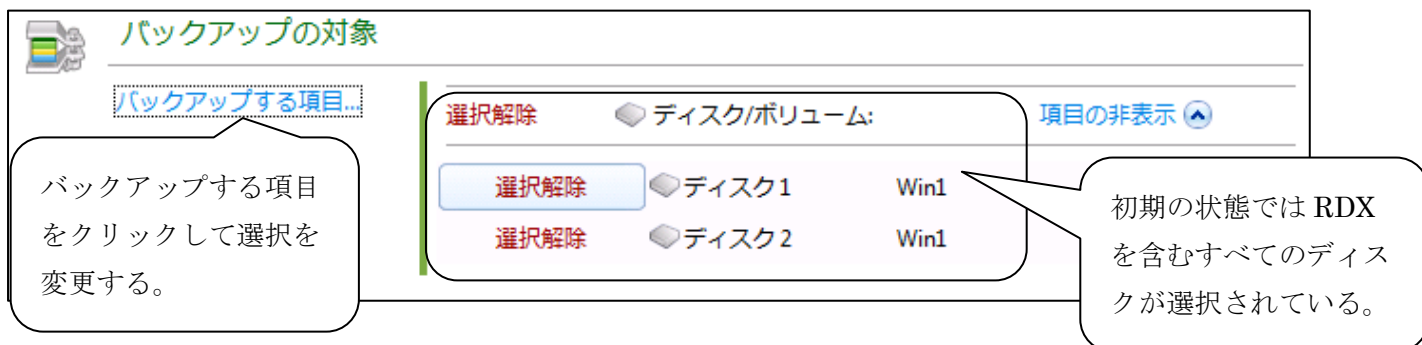 バックアップの対象
バックアップする項目...
選択解除 ディスク/ボリューム: 項目の非表示
選択解除 ディスク1 Win1
選択解除 ディスク2 Win1
バックアップする項目
をクリックして選択を
変更する。
初期の状態では RDX
を含むすべてのディス
クが選択されている。